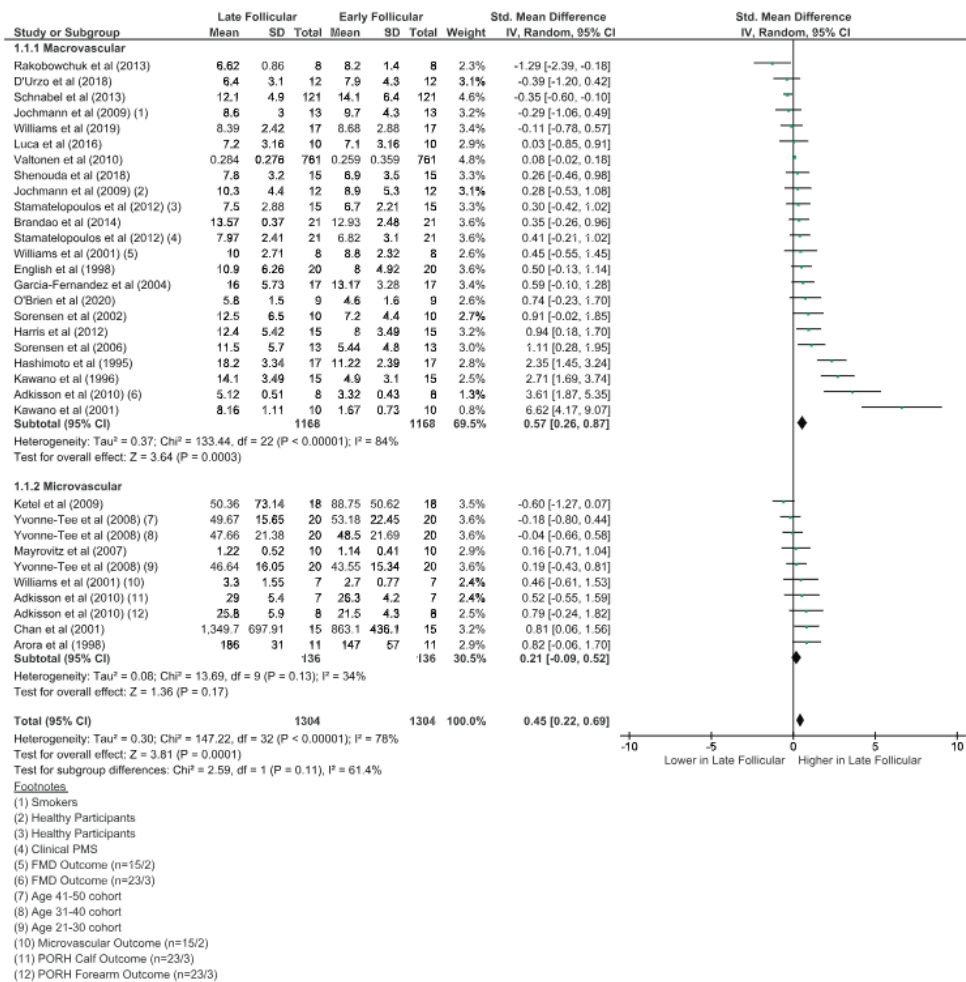 Late Follicular Early Follicular Std. Mean Difference Std. Mean Difference
Study or Subgroup Mean SD Total Mean SD Total Weight IV, Random, 95% CI IV, Random, 95% CI
1.1.1 Macrovascular
Rakobowchuk et al (2013) 6.62 0.86 8 8.2 1.4 8 2.3% -1.29 [-2.39, -0.18]
D'Urzo et al (2018) 6.4 3.1 12 7.9 4.3 12 3.1% -0.39 [-1.20, 0.42]
Schnabel et al (2013) 12.1 4.9 121 14.1 6.4 121 4.6% -0.35 [-0.60, -0.10]
Jochmann et al (2009) (1) 8.6 3 13 9.7 4.3 13 3.2% -0.29 [-1.06, 0.49]
Williams et al (2019) 8.39 2.42 17 8.68 2.88 17 3.5% -0.11 [-0.78, 0.57]
Luca et al (2016) 7.2 3.16 10 7.1 3.16 10 2.9% 0.03 [-0.85, 0.91]
Valtonen et al (2010) 0.284 0.276 761 0.259 0.359 761 4.8% 0.08 [-0.02, 0.18]
Shenouda et al (2018) 7.8 3.2 15 6.9 3.5 15 3.4% 0.26 [-0.46, 0.98]
Jochmann et al (2009) (2) 10.3 4.4 12 8.9 5.3 12 3.1% 0.28 [-0.53, 1.08]
Stamatelopoulos et al (2012) (3) 7.5 2.88 15 6.7 2.21 15 3.4% 0.30 [-0.42, 1.02]
Brandao et al (2014) 13.57 0.37 21 12.93 2.48 21 3.6% 0.35 [-0.26, 0.96]
Stamatelopoulos et al (2012) (4) 7.97 2.41 21 6.82 3.1 21 3.6% 0.41 [-0.21, 1.02]
Williams et al (2001) (5) 10 2.71 8 8.8 2.32 8 2.6% 0.45 [-0.55, 1.45]
English et al (1998) 10.9 6.26 20 8 4.92 20 3.6% 0.50 [-0.13, 1.14]
Garcia-Fernandez et al (2004) 16 5.73 17 13.17 3.28 17 3.4% 0.59 [-0.10, 1.28]
O'Brien et al (2020) 5.8 1.5 9 4.6 1.6 9 2.6% 0.74 [-0.23, 1.70]
Sorensen et al (2002) 12.5 6.5 10 7.2 4.4 10 2.7% 0.91 [-0.02, 1.85]
Harris et al (2012) 12.4 5.42 15 8 3.49 15 3.2% 0.94 [0.18, 1.70]
Sorensen et al (2006) 11.5 5.7 13 5.44 4.8 13 3.0% 1.11 [0.28, 1.95]
Hashimoto et al (1995) 18.2 3.34 17 11.22 2.39 17 2.8% 2.35 [1.45, 3.24]
Kawano et al (1996) 14.1 3.49 15 4.9 3.1 15 2.5% 2.71 [1.69, 3.74]
Adkisson et al (2010) (6) 5.12 0.51 8 3.32 0.43 8 1.3% 3.61 [1.87, 5.35]
Kawano et al (2001) 8.16 1.11 10 1.67 0.73 10 0.8% 6.62 [4.17, 9.07]
Subtotal (95% CI) 1168 1168 69.5% 0.57 [0.26, 0.87]
Heterogeneity: Tau² = 0.37; Chi² = 133.44, df = 22 (P < 0.00001); I² = 84%
Test for overall effect: Z = 3.64 (P = 0.0003)
1.1.2 Microvascular
Ketel et al (2009) 50.36 73.14 18 88.75 50.62 18 3.5% -0.60 [-1.27, 0.07]
Yvonne-Tee et al (2008) (7) 49.67 15.65 20 53.18 22.45 20 3.6% -0.18 [-0.80, 0.44]
Yvonne-Tee et al (2008) (8) 47.66 21.38 20 48.5 21.69 20 3.6% -0.04 [-0.66, 0.58]
Mayrovitz et al (2007) 1.22 0.52 10 1.14 0.41 10 2.9% 0.16 [-0.71, 1.04]
Yvonne-Tee et al (2008) (9) 46.64 16.05 20 43.55 15.34 20 3.6% 0.19 [-0.43, 0.81]
Williams et al (2001) (10) 3.3 1.55 7 2.7 0.77 7 2.4% 0.46 [-0.61, 1.53]
Adkisson et al (2010) (11) 29 5.4 7 26.3 4.2 7 2.4% 0.52 [-0.55, 1.59]
Adkisson et al (2010) (12) 25.8 5.9 8 21.5 4.3 8 2.5% 0.79 [-0.24, 1.82]
Chan et al (2001) 1,349.7 697.91 15 863.1 436.1 15 3.2% 0.81 [0.06, 1.56]
Arora et al (1998) 186 31 11 147 57 11 2.9% 0.82 [-0.06, 1.70]
Subtotal (95% CI) 136 136 30.5% 0.21 [-0.09, 0.52]
Heterogeneity: Tau² = 0.08; Chi² = 13.69, df = 9 (P = 0.13); I² = 34%
Test for overall effect: Z = 1.36 (P = 0.17)
Total (95% CI) 1304 1304 100.0% 0.45 [0.22, 0.69]
Heterogeneity: Tau² = 0.30; Chi² = 147.22, df = 32 (P < 0.00001); I² = 78%
-10 -5 0 5 10
Test for overall effect: Z = 3.81 (P = 0.0001)
Lower in Late Follicular Higher in Late Follicular
Test for subgroup differences: Chi² = 2.59, df = 1 (P = 0.11), I² = 61.4%
Footnotes
(1) Smokers
(2) Healthy Participants
(3) Healthy Participants
(4) Clinical PMS
(5) FMD Outcome (n=15/2)
(6) FMD Outcome (n=23/3)
(7) Age 41-50 cohort
(8) Age 31-40 cohort
(9) Age 21-30 cohort
(10) Microvascular Outcome (n=15/2)
(11) PORH Calf Outcome (n=23/3)
(12) PORH Forearm Outcome (n=23/3)